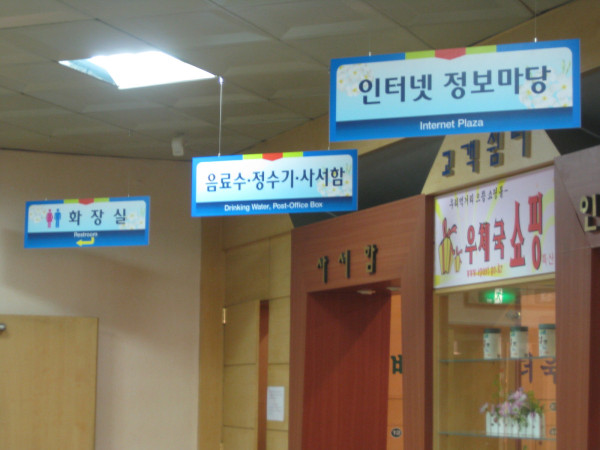 인터넷 정보마당
Internet Plaza
음료수·정수기·사서함
Drinking Water, Post-Office Box
화장실
Restroom
사서함
우체국쇼핑